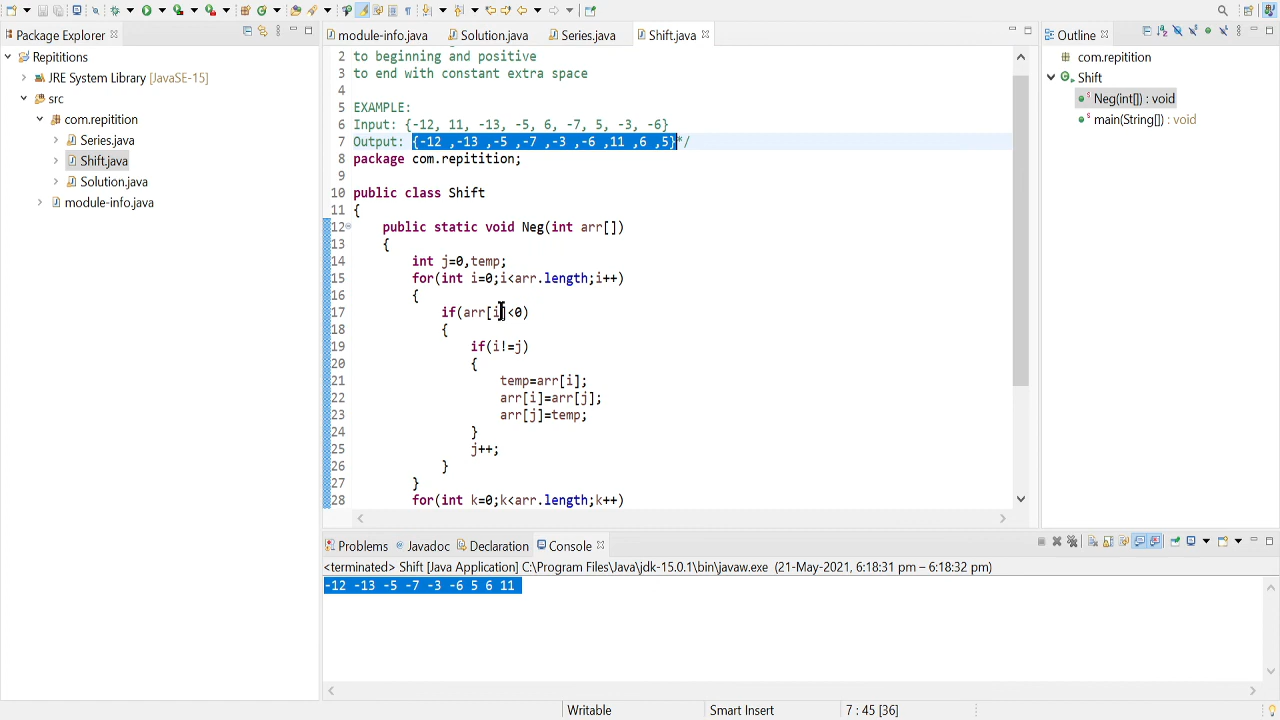 Package Explorer
Repititions
JRE System Library [JavaSE-15]
src
com.repitition
Series.java
Shift.java
Solution.java
module-info.java
module-info.java
Solution.java
Series.java
Shift.java
2 to beginning and positive
3 to end with constant extra space
4
5 EXAMPLE:
6 Input: {-12, 11, -13, -5, 6, -7, 5, -3, -6}
7 Output: {-12 ,-13 ,-5 ,-7 ,-3 ,-6 ,11 ,6 ,5}*/
8 package com.repitition;
9
10 public class Shift
11 {
12 public static void Neg(int arr[])
13 {
14 int j=0,temp;
15 for(int i=0;i<arr.length;i++)
16 {
17 if(arr[i]<0)
18 {
19 if(i!=j)
20 {
21 temp=arr[i];
22 arr[i]=arr[j];
23 arr[j]=temp;
24 }
25 j++;
26 }
27 }
28 for(int k=0;k<arr.length;k++)
Outline
com.repitition
Shift
Neg(int[]) : void
main(String[]) : void
Problems
Javadoc
Declaration
Console
<terminated> Shift [Java Application] C:\Program Files\Java\jdk-15.0.1\bin\javaw.exe (21-May-2021, 6:18:31 pm – 6:18:32 pm)
-12 -13 -5 -7 -3 -6 5 6 11
Writable
Smart Insert
7 : 45 [36]